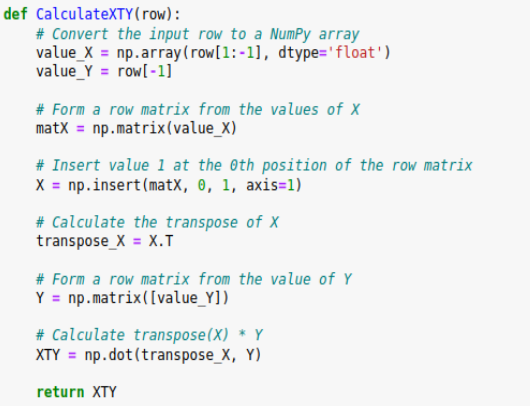 def CalculateXTY(row):
    # Convert the input row to a NumPy array
    value_X = np.array(row[1:-1], dtype='float')
    value_Y = row[-1]

    # Form a row matrix from the values of X
    matX = np.matrix(value_X)

    # Insert value 1 at the 0th position of the row matrix
    X = np.insert(matX, 0, 1, axis=1)

    # Calculate the transpose of X
    transpose_X = X.T

    # Form a row matrix from the value of Y
    Y = np.matrix([value_Y])

    # Calculate transpose(X) * Y
    XTY = np.dot(transpose_X, Y)

    return XTY